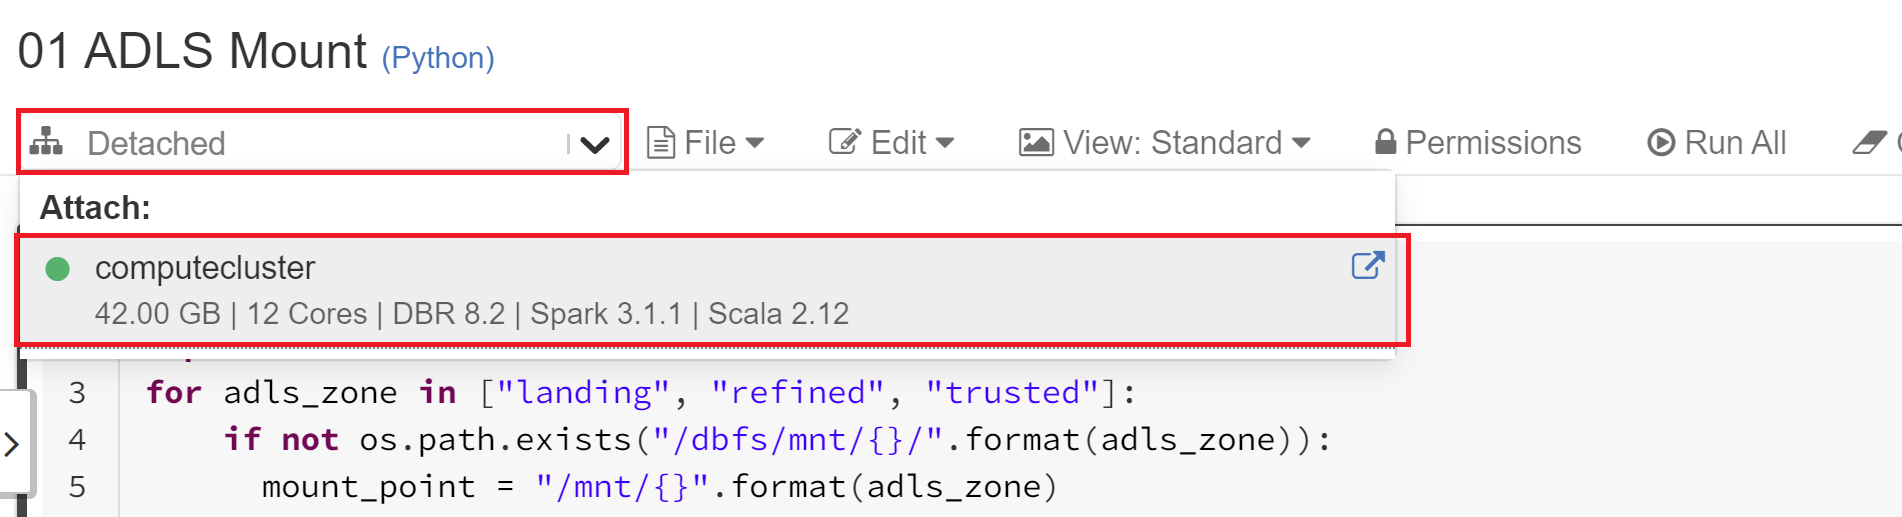 01 ADLS Mount (Python)
Detached File Edit View: Standard Permissions Run All
Attach:
computecluster
42.00 GB | 12 Cores | DBR 8.2 | Spark 3.1.1 | Scala 2.12
3 for adls_zone in ["landing", "refined", "trusted"]:
4 if not os.path.exists("/dbfs/mnt/{}/".format(adls_zone)):
5 mount_point = "/mnt/{}".format(adls_zone)